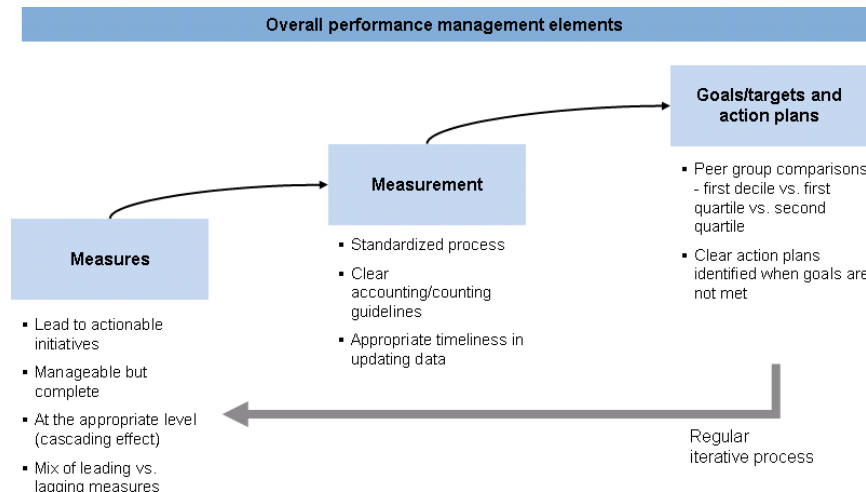 Overall performance management elements
Goals/targets and
action plans
▪ Peer group comparisons
- first decile vs. first
quartile vs. second
quartile
▪ Clear action plans
identified when goals are
not met
Measurement
▪ Standardized process
▪ Clear
accounting/counting
guidelines
▪ Appropriate timeliness in
updating data
Measures
▪ Lead to actionable
initiatives
▪ Manageable but
complete
▪ At the appropriate level
(cascading effect)
▪ Mix of leading vs.
lagging measures
Regular
iterative process